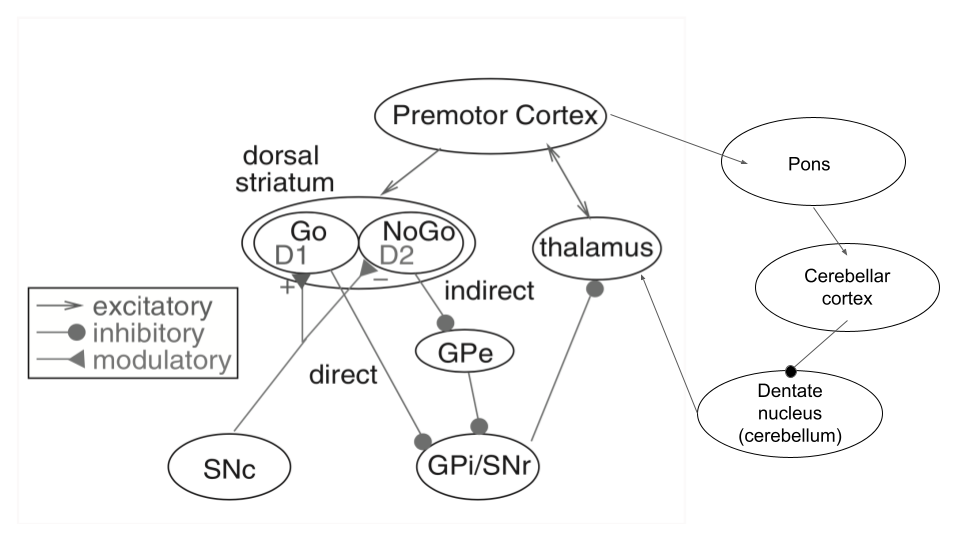 Premotor Cortex
dorsal
striatum
Go
D1
NoGo
D2
+
−
thalamus
indirect
excitatory
inhibitory
modulatory
direct
GPe
SNc
GPi/SNr
Pons
Cerebellar
cortex
Dentate
nucleus
(cerebellum)